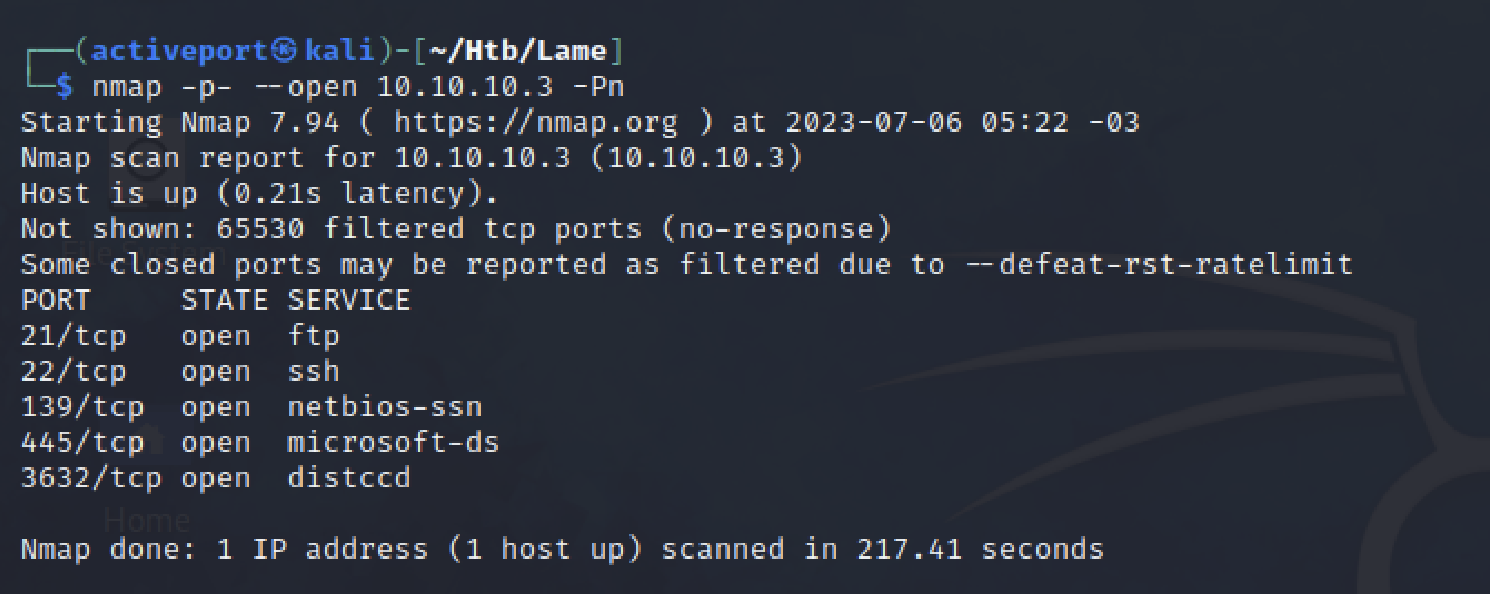 ┌──(activeport㉿kali)-[~/Htb/Lame]
└─$ nmap -p- --open 10.10.10.3 -Pn
Starting Nmap 7.94 ( https://nmap.org ) at 2023-07-06 05:22 -03
Nmap scan report for 10.10.10.3 (10.10.10.3)
Host is up (0.21s latency).
Not shown: 65530 filtered tcp ports (no-response)
File System
Some closed ports may be reported as filtered due to --defeat-rst-ratelimit
PORT     STATE SERVICE
21/tcp   open  ftp
22/tcp   open  ssh
139/tcp  open  netbios-ssn
445/tcp  open  microsoft-ds
3632/tcp open  distccd
Home
Nmap done: 1 IP address (1 host up) scanned in 217.41 seconds